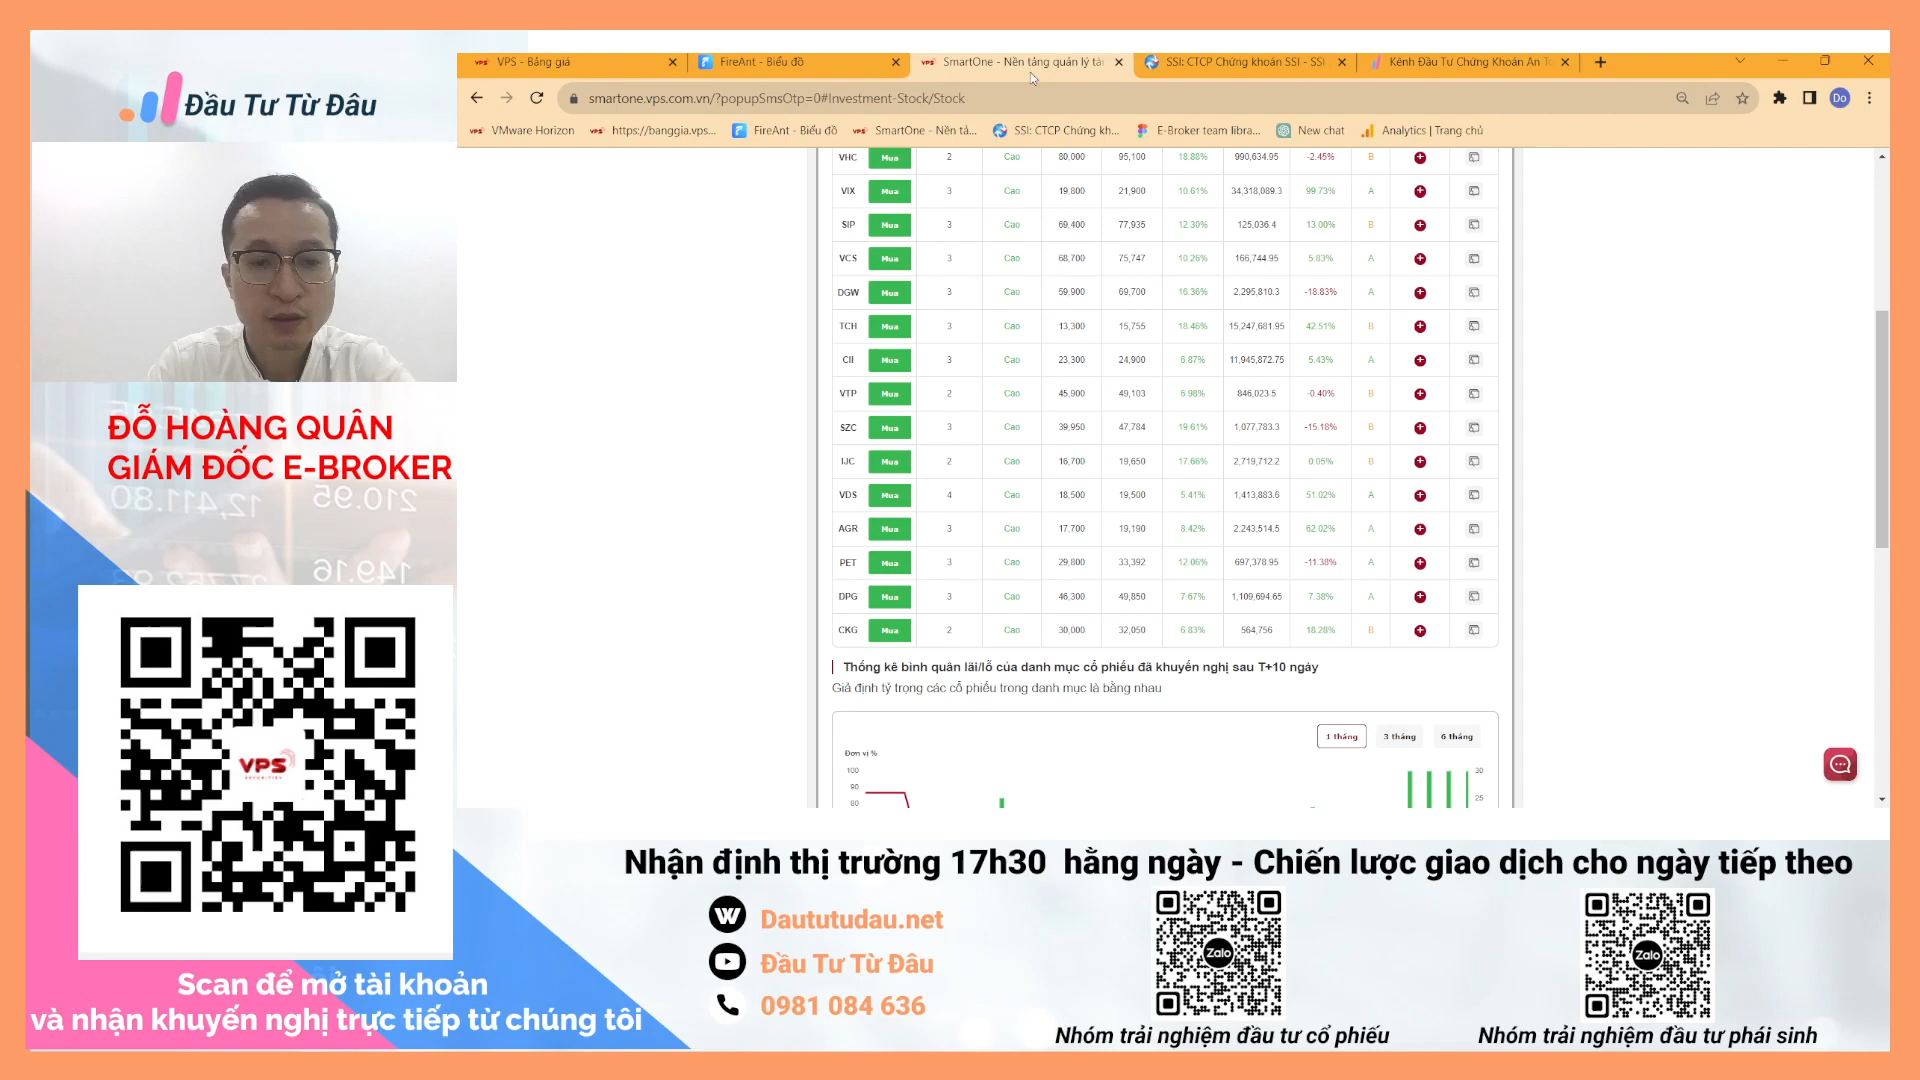 Đầu Tư Từ Đâu
ĐỖ HOÀNG QUÂN
GIÁM ĐỐC E-BROKER
VPS
Scan để mở tài khoản
và nhận khuyến nghị trực tiếp từ chúng tôi
VPS - Bảng giá
FireAnt - Biểu đồ
SmartOne - Nền tảng quản lý tà
SSI: CTCP Chứng khoán SSI - SSI
Kênh Đầu Tư Chứng Khoán An To
smartone.vps.com.vn/?popupSmsOtp=0#Investment-Stock/Stock
Do
VMware Horizon
https://banggia.vps...
FireAnt - Biểu đồ
SmartOne - Nền tả...
SSI: CTCP Chứng kh...
E-Broker team libra...
New chat
Analytics | Trang chủ
VHC Mua 2 Cao 80,000 95,100 18.88% 990,634.95 -2.45% B
VIX Mua 3 Cao 19,800 21,900 10.61% 34,318,089.3 99.73% A
SIP Mua 3 Cao 69,400 77,935 12.30% 125,036.4 13.00% B
VCS Mua 3 Cao 68,700 75,747 10.26% 166,744.95 5.83% A
DGW Mua 3 Cao 59,900 69,700 16.36% 2,295,810.3 -18.83% A
TCH Mua 3 Cao 13,300 15,755 18.46% 15,247,681.95 42.51% B
CII Mua 3 Cao 23,300 24,900 6.87% 11,945,872.75 5.43% A
VTP Mua 2 Cao 45,900 49,103 6.98% 846,023.5 -0.40% B
SZC Mua 3 Cao 39,950 47,784 19.61% 1,077,783.3 -15.18% B
IJC Mua 2 Cao 16,700 19,650 17.66% 2,719,712.2 0.05% B
VDS Mua 4 Cao 18,500 19,500 5.41% 1,413,883.6 51.02% A
AGR Mua 3 Cao 17,700 19,190 8.42% 2,243,514.5 62.02% A
PET Mua 3 Cao 29,800 33,392 12.06% 697,378.95 -11.38% A
DPG Mua 3 Cao 46,300 49,850 7.67% 1,109,694.65 7.38% A
CKG Mua 2 Cao 30,000 32,050 6.83% 564,756 18.28% B
Thống kê bình quân lãi/lỗ của danh mục cổ phiếu đã khuyến nghị sau T+10 ngày
Giả định tỷ trọng các cổ phiếu trong danh mục là bằng nhau
1 tháng 3 tháng 6 tháng
Đơn vị %
100 30
90
80 25
Nhận định thị trường 17h30 hằng ngày - Chiến lược giao dịch cho ngày tiếp theo
Daututudau.net
Đầu Tư Từ Đâu
0981 084 636
Zalo
Nhóm trải nghiệm đầu tư cổ phiếu
Zalo
Nhóm trải nghiệm đầu tư phái sinh